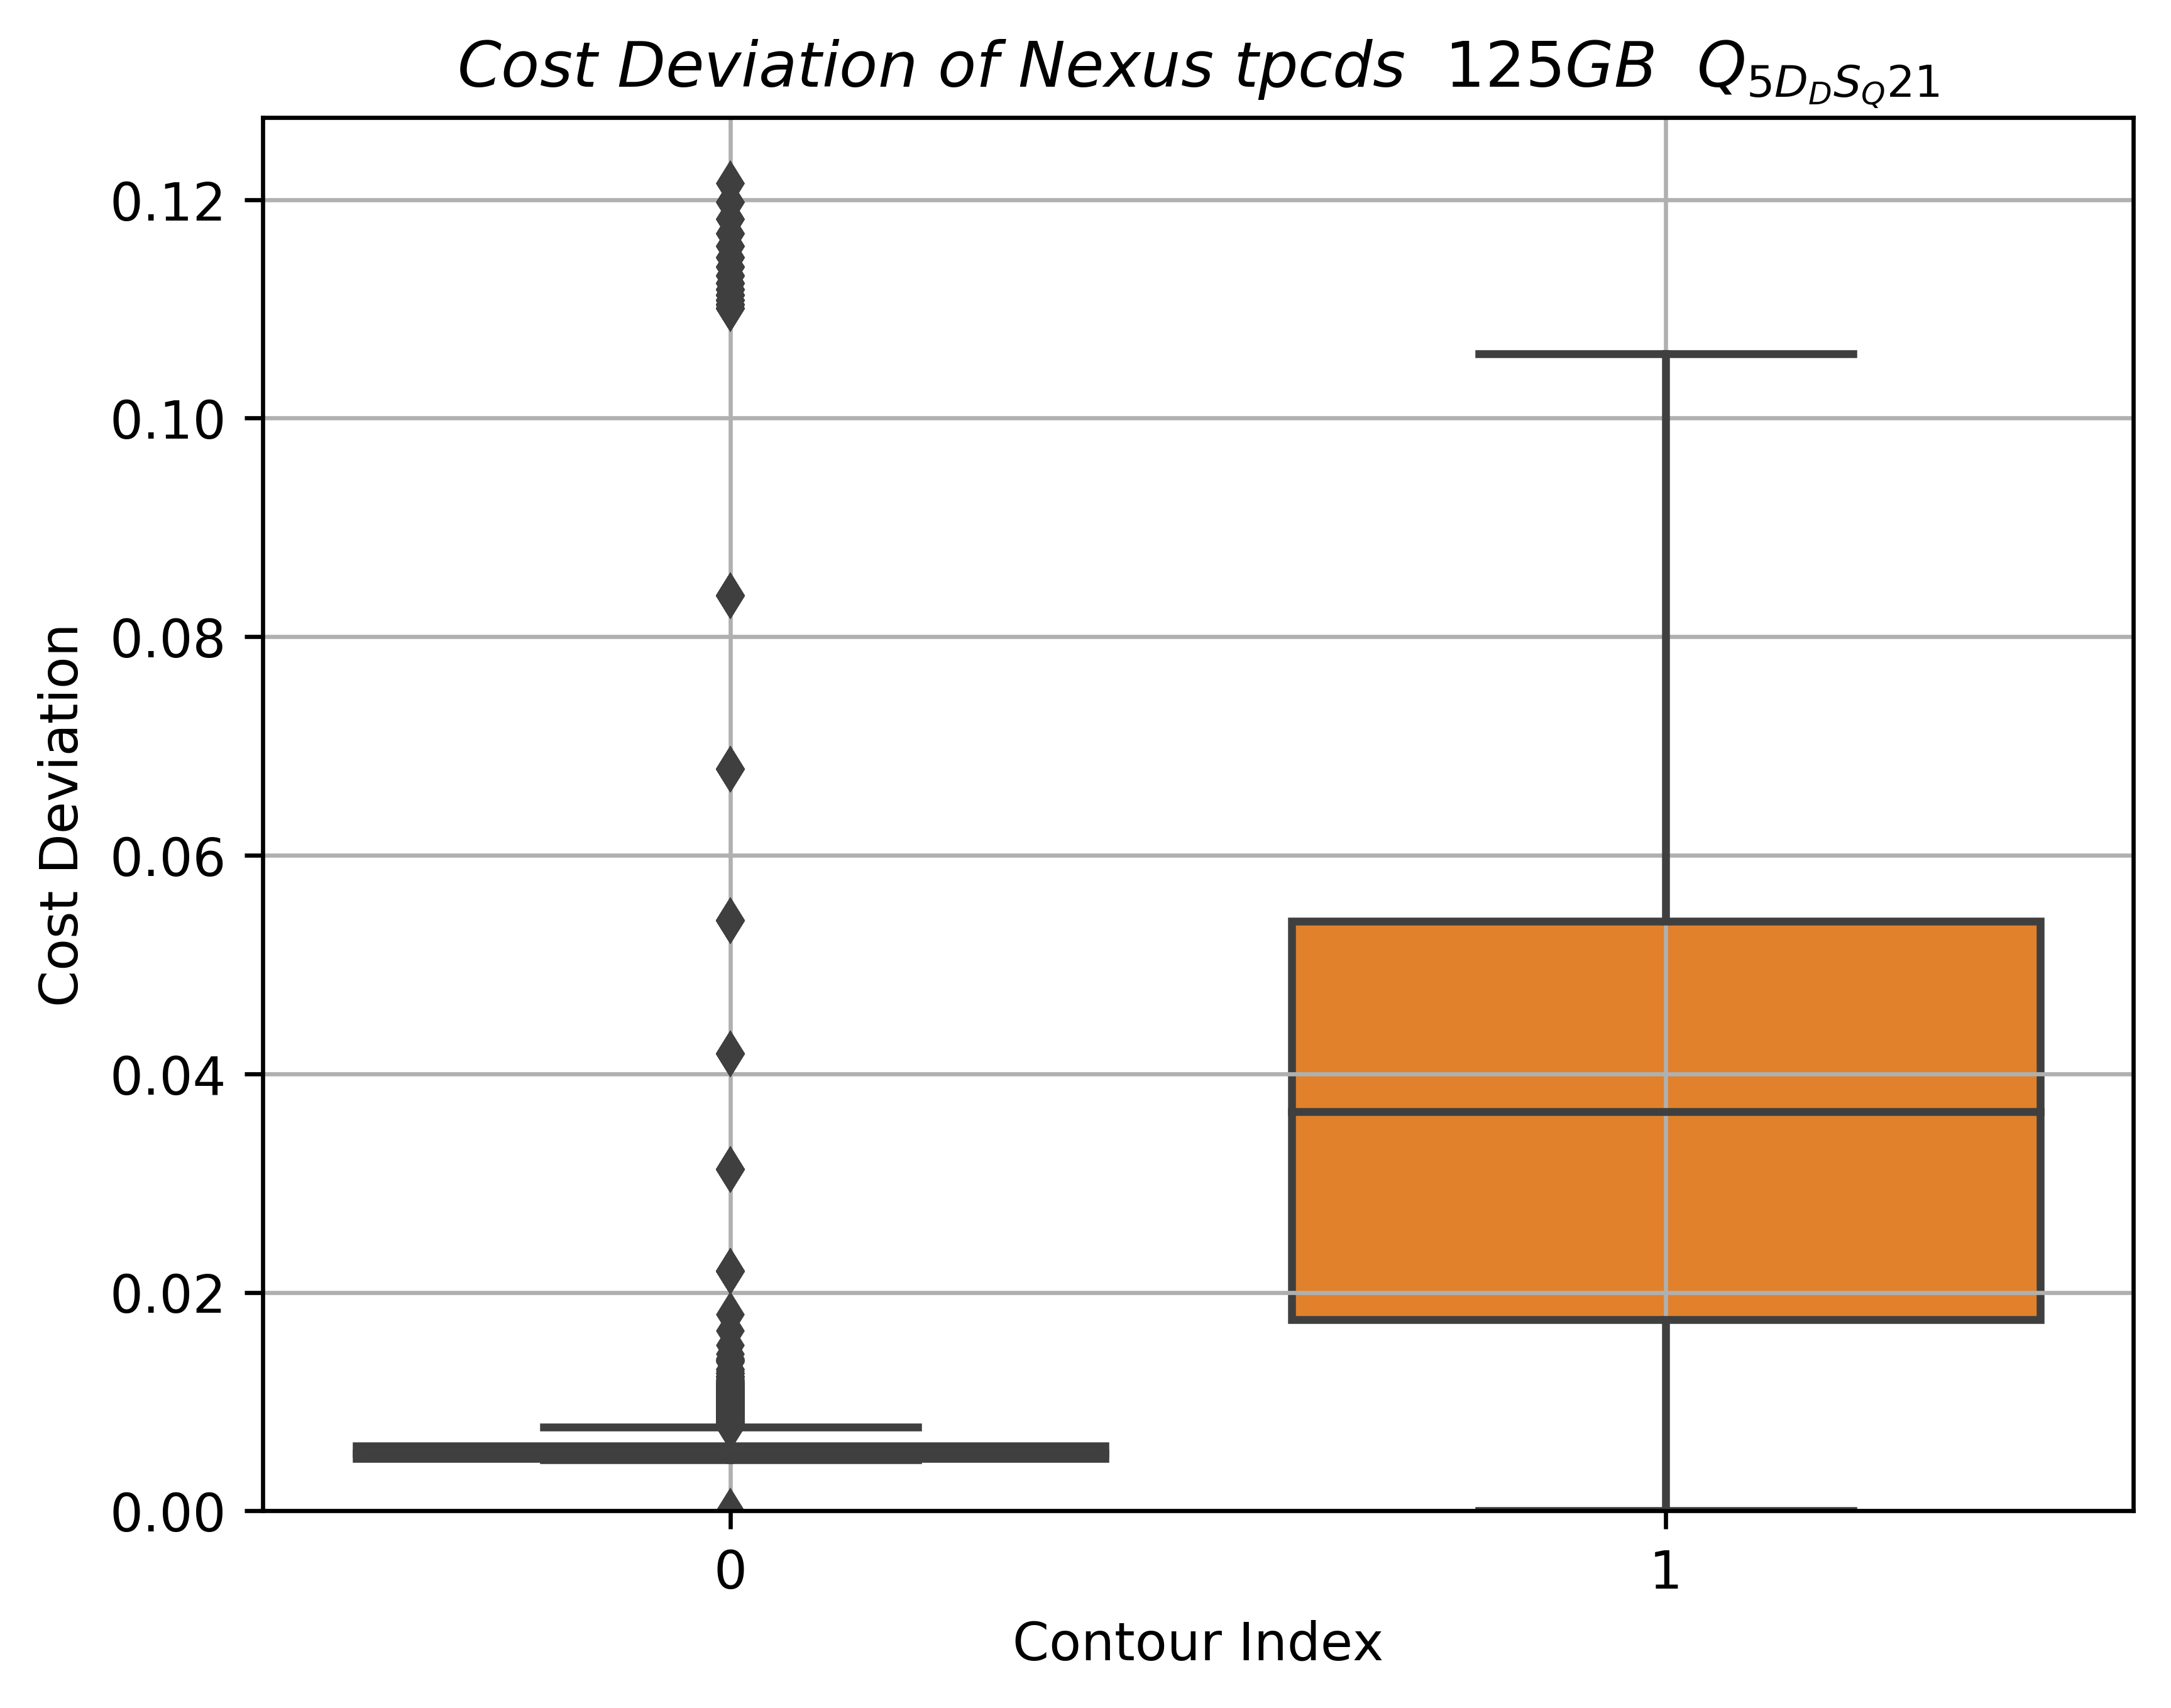 Cost Deviation of Nexus tpcds 125GB Q5DDSQ21
0.12
0.10
0.08
0.06
0.04
0.02
0.00
Cost Deviation
0 1
Contour Index